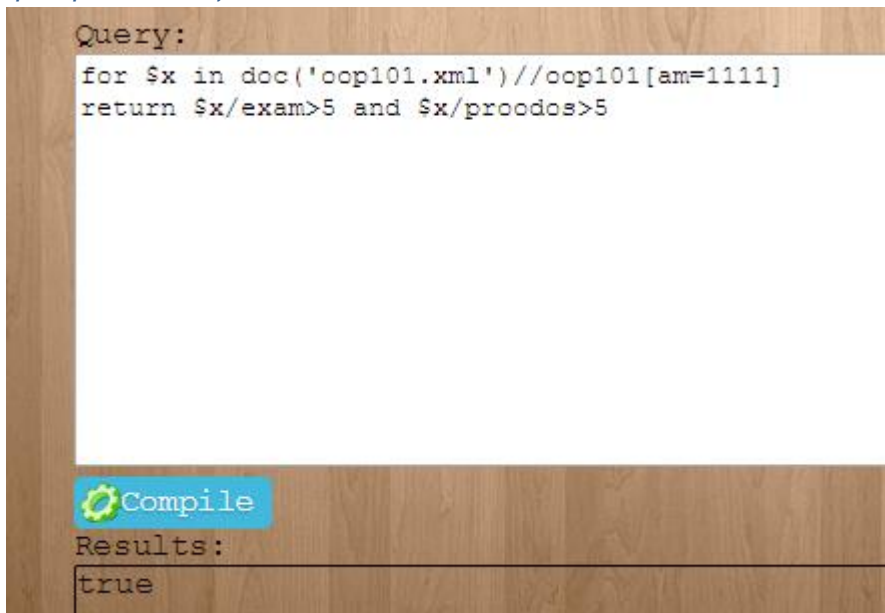 Query:
for $x in doc('oop101.xml')//oop101[am=1111]
return $x/exam>5 and $x/proodos>5
Compile
Results:
true